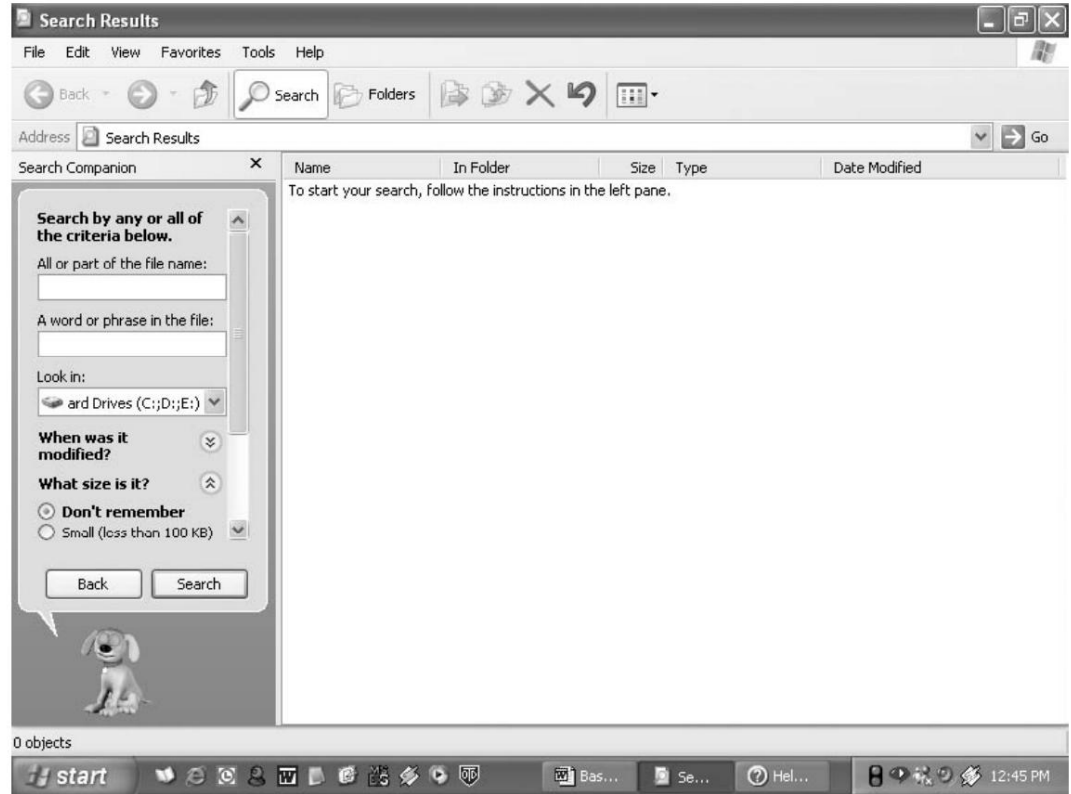 Search Results
File Edit View Favorites Tools Help
Back Search Folders
Address Search Results Go
Search Companion
Name In Folder Size Type Date Modified
To start your search, follow the instructions in the left pane.
Search by any or all of
the criteria below.
All or part of the file name:
A word or phrase in the file:
Look in:
ard Drives (C:;D:;E:)
When was it
modified?
What size is it?
Don't remember
Small (less than 100 KB)
Back Search
0 objects
start W Bas... Se... Hel... 12:45 PM